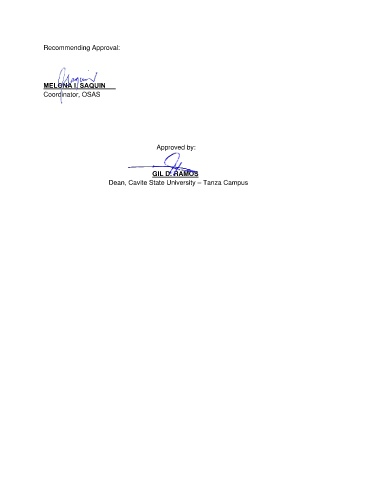 Recommending Approval:
MELONA I. SAQUIN
Coordinator, OSAS
Approved by:
GIL D. RAMOS
Dean, Cavite State University – Tanza Campus